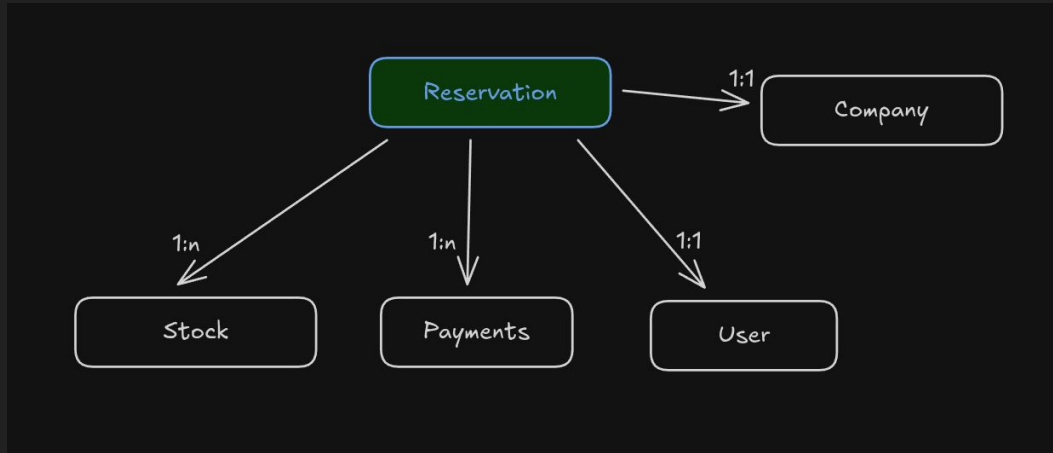 Reservation
1:1
Company
1:n
1:n
1:1
Stock
Payments
User